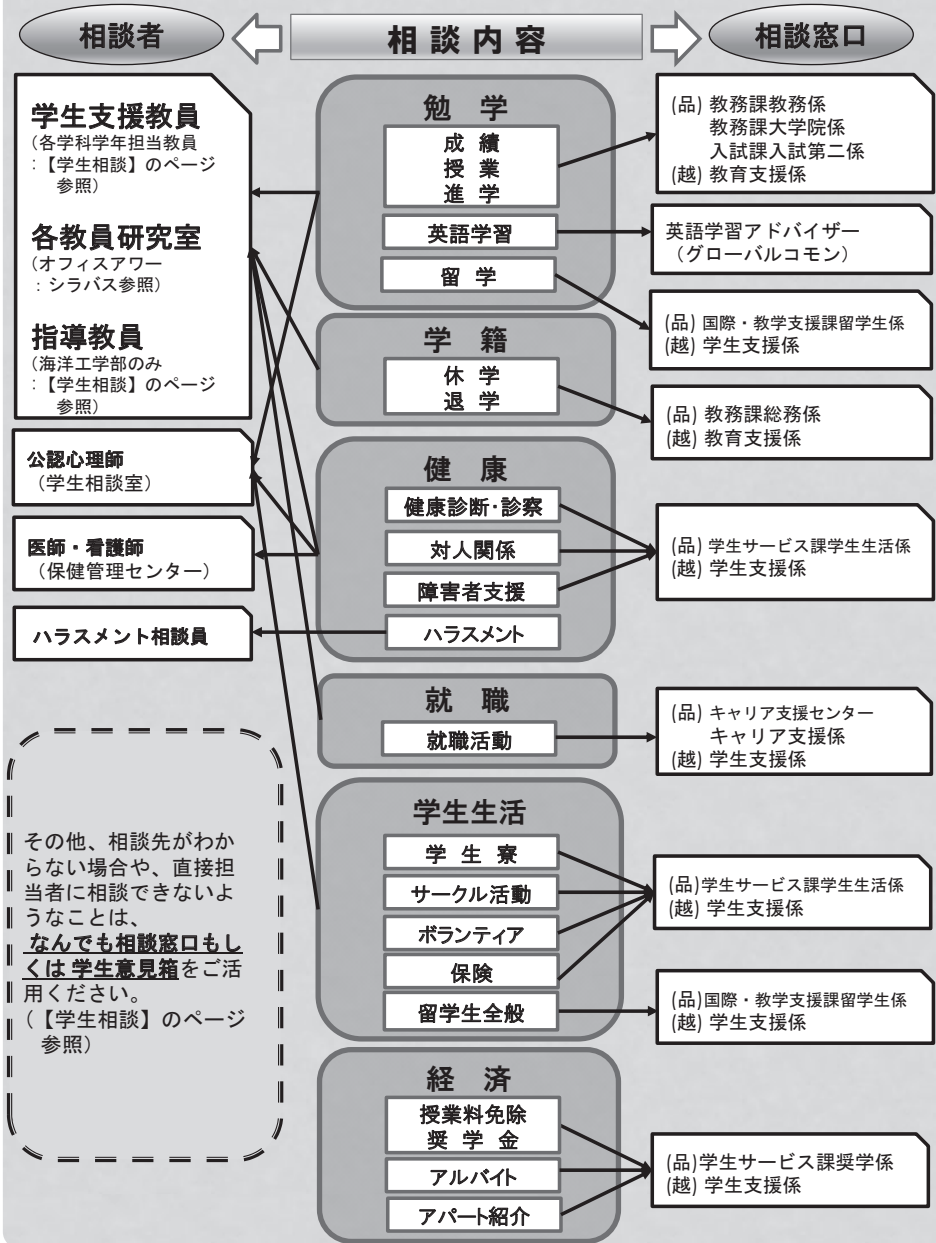 相談者
相談内容
相談窓口
学生支援教員
(各学科学年担当教員
:【学生相談】のページ
参照)
各教員研究室
(オフィスアワー
:シラバス参照)
指導教員
(海洋工学部のみ
:【学生相談】のページ
参照)
公認心理師
(学生相談室)
医師・看護師
(保健管理センター)
ハラスメント相談員
その他、相談先がわか
らない場合や、直接担
当者に相談できないよ
うなことは、
なんでも相談窓口もし
くは 学生意見箱をご活
用ください。
(【学生相談】のページ
参照)
勉 学
成 績
授 業
進 学
英語学習
留 学
学 籍
休 学
退 学
健 康
健康診断・診察
対人関係
障害者支援
ハラスメント
就 職
就職活動
学生生活
学 生 寮
サークル活動
ボランティア
保険
留学生全般
経 済
授業料免除
奨 学 金
アルバイト
アパート紹介
(品) 教務課教務係
教務課大学院係
入試課入試第二係
(越) 教育支援係
英語学習アドバイザー
(グローバルコモン)
(品) 国際・教学支援課留学生係
(越) 学生支援係
(品) 教務課総務係
(越) 教育支援係
(品) 学生サービス課学生生活係
(越) 学生支援係
(品) キャリア支援センター
キャリア支援係
(越) 学生支援係
(品)学生サービス課学生生活係
(越) 学生支援係
(品)国際・教学支援課留学生係
(越) 学生支援係
(品)学生サービス課奨学係
(越) 学生支援係